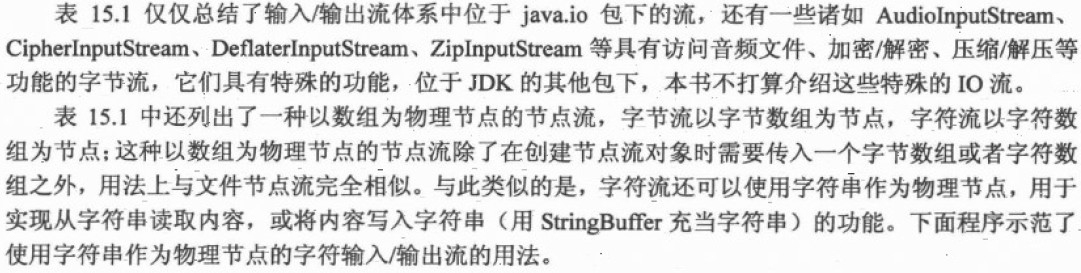 表 15.1 仅仅总结了输入/输出流体系中位于 java.io 包下的流，还有一些诸如 AudioInputStream、
CipherInputStream、DeflaterInputStream、ZipInputStream 等具有访问音频文件、加密/解密、压缩/解压等
功能的字节流，它们具有特殊的功能，位于 JDK 的其他包下，本书不打算介绍这些特殊的 IO 流。
表 15.1 中还列出了一种以数组为物理节点的节点流，字节流以字节数组为节点，字符流以字符数
组为节点；这种以数组为物理节点的节点流除了在创建节点流对象时需要传入一个字节数组或者字符数
组之外，用法上与文件节点流完全相似。与此类似的是，字符流还可以使用字符串作为物理节点，用于
实现从字符串读取内容，或将内容写入字符串（用 StringBuffer 充当字符串）的功能。下面程序示范了
使用字符串作为物理节点的字符输入/输出流的用法。